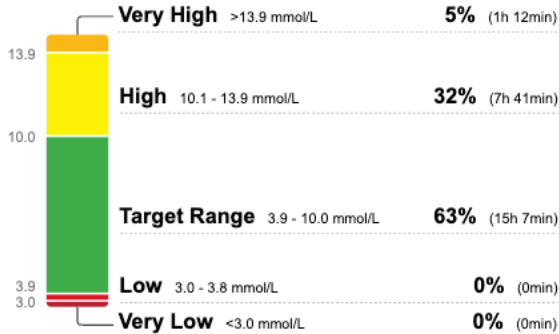 Very High >13.9 mmol/L 5% (1h 12min)
13.9
High 10.1 - 13.9 mmol/L 32% (7h 41min)
10.0
Target Range 3.9 - 10.0 mmol/L 63% (15h 7min)
3.9
Low 3.0 - 3.8 mmol/L 0% (0min)
3.0
Very Low <3.0 mmol/L 0% (0min)